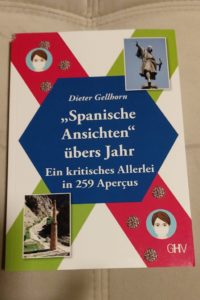 Dieter Gellhorn
„Spanische
Ansichten“
übers Jahr
Ein kritisches Allerlei
in 259 Aperçus
GHV